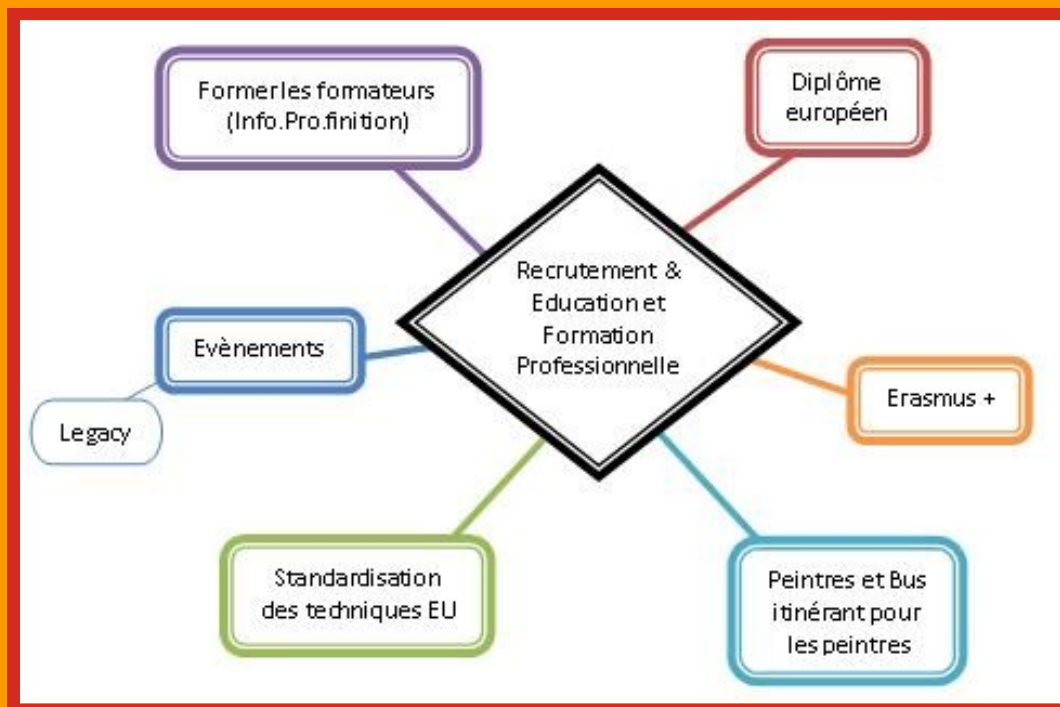 Former les formateurs
(Info.Pro.finition)
Diplôme
européen
Recrutement &
Education et
Formation
Professionnelle
Evènements
Legacy
Erasmus +
Standardisation
des techniques EU
Peintres et Bus
itinérant pour
les peintres